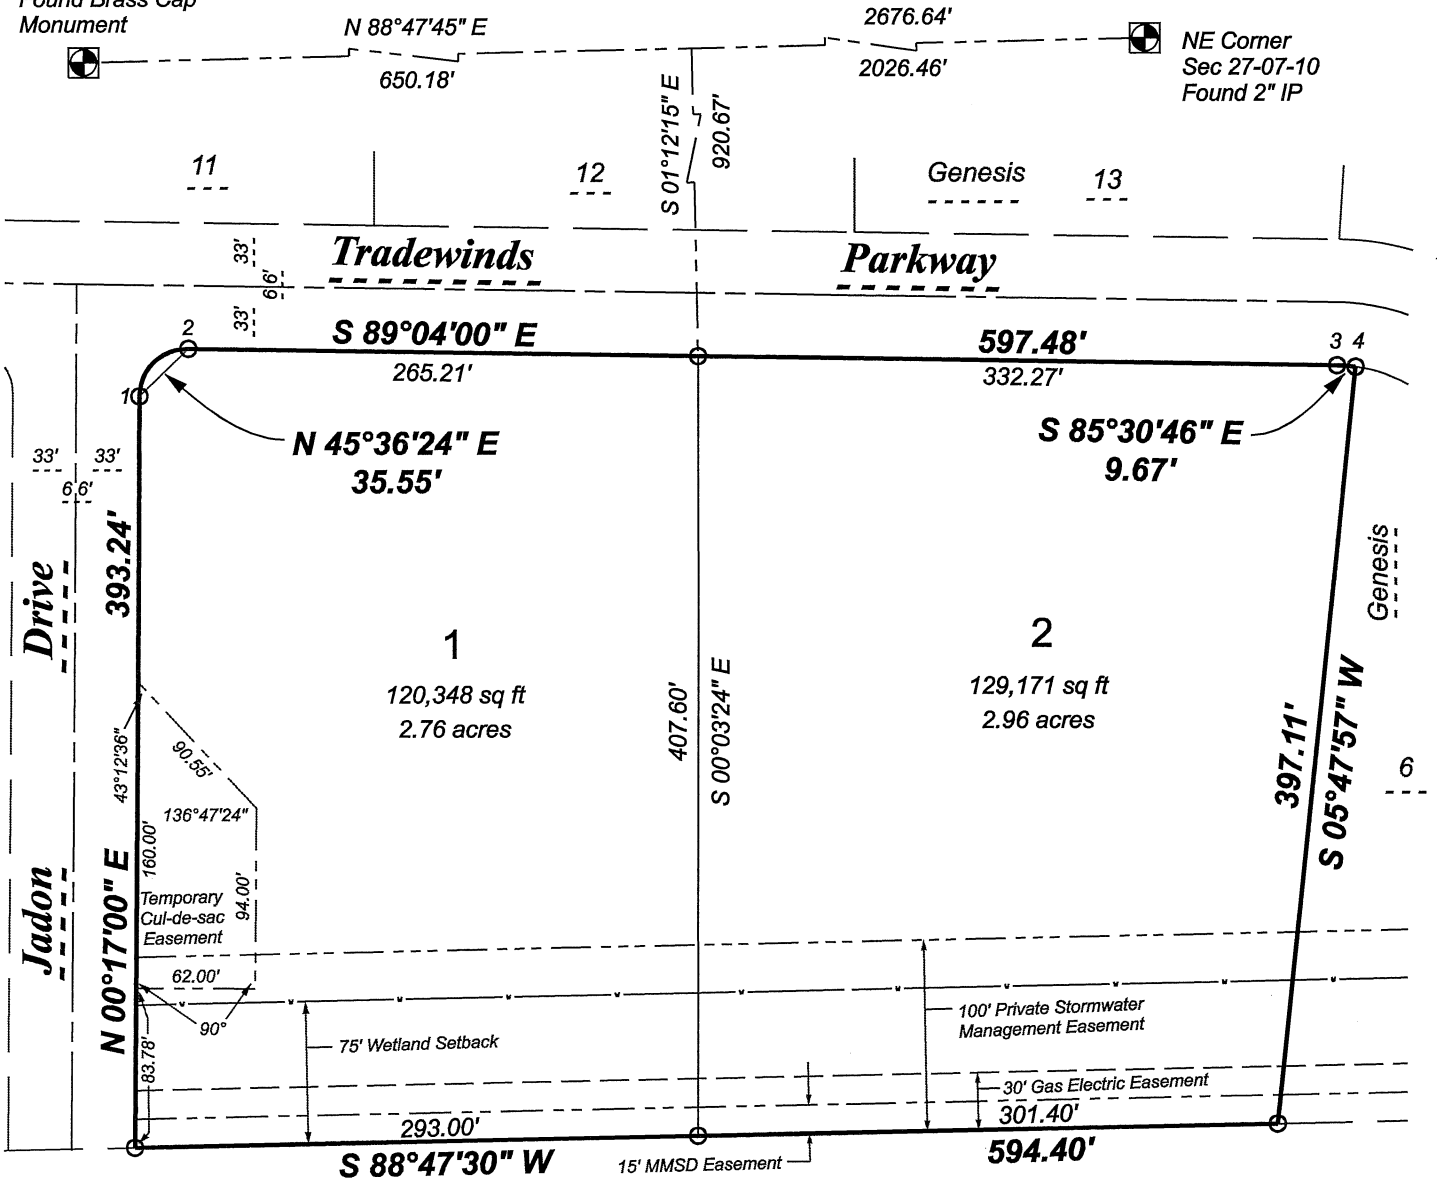 Found Brass Cap
Monument
N 88°47'45" E
650.18'
2676.64'
2026.46'
NE Corner
Sec 27-07-10
Found 2" IP
S 01°12'15" E
920.67'
11
12
Genesis
13
33'
66'
33'
Tradewinds Parkway
2
S 89°04'00" E
265.21'
597.48'
332.27'
3 4
1
N 45°36'24" E
35.55'
S 85°30'46" E
9.67'
33' 33'
66'
393.24'
Drive
Genesis
1
120,348 sq ft
2.76 acres
2
129,171 sq ft
2.96 acres
407.60'
S 00°03'24" E
397.11'
S 05°47'57" W
6
43°12'36"
90.55'
136°47'24"
160.00'
94.00'
Temporary
Cul-de-sac
Easement
Jadon
N 00°17'00" E
62.00'
90°
83.78'
75' Wetland Setback
100' Private Stormwater
Management Easement
30' Gas Electric Easement
293.00'
301.40'
S 88°47'30" W
594.40'
15' MMSD Easement